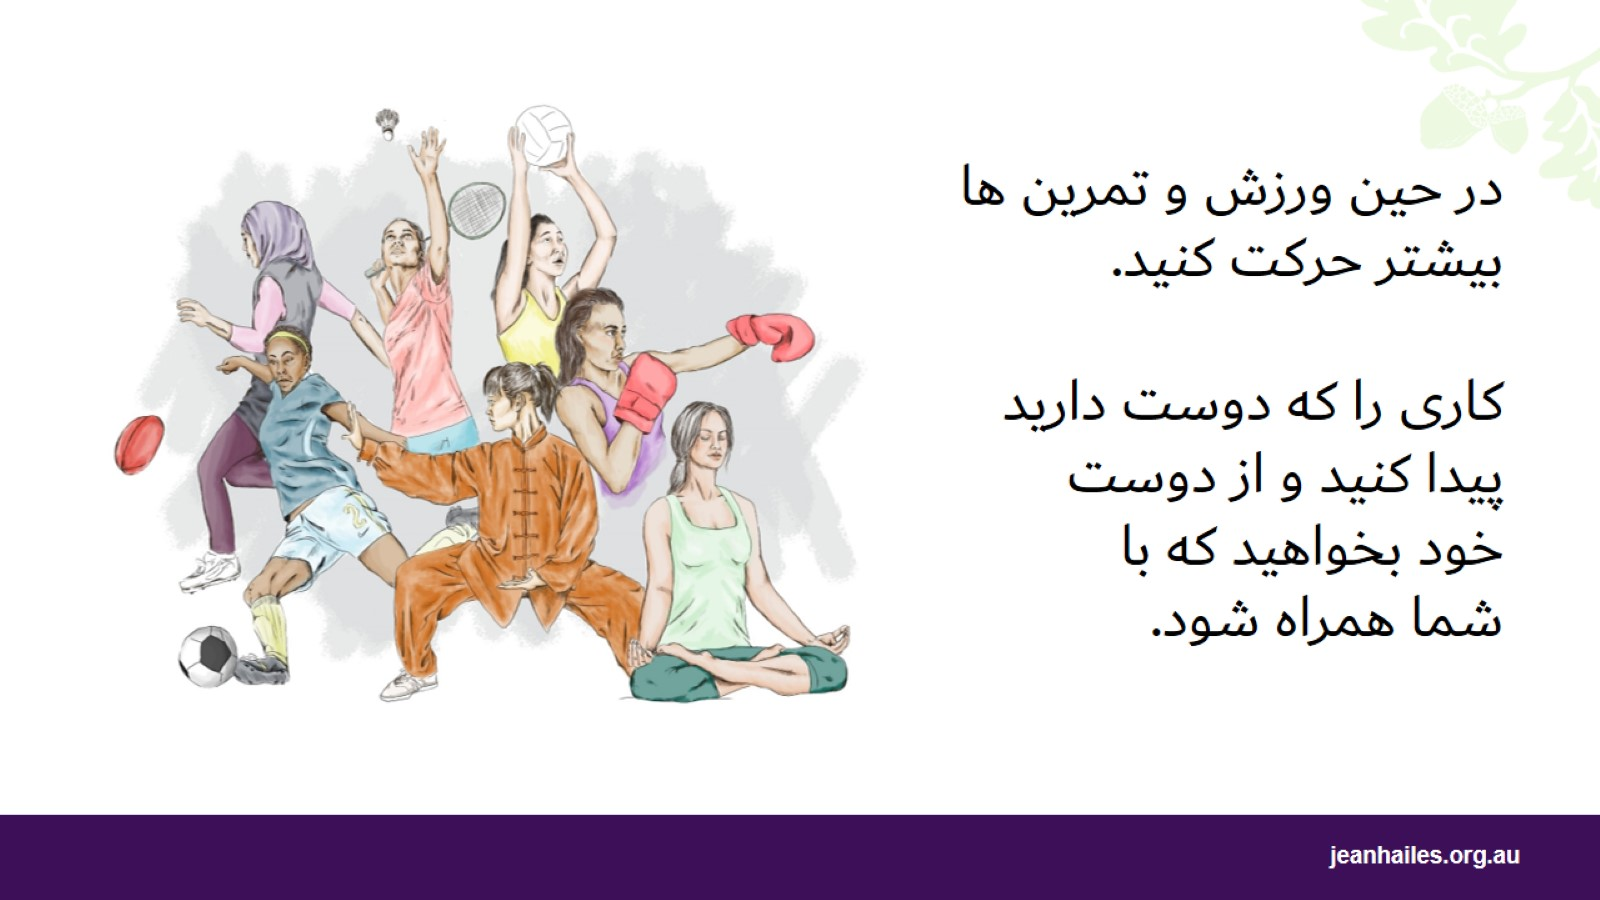 در حین ورزش و تمرین ها
بیشتر حرکت کنید.
کاری را که دوست دارید
پیدا کنید و از دوست
خود بخواهید که با
شما همراه شود.
2
jeanhailes.org.au